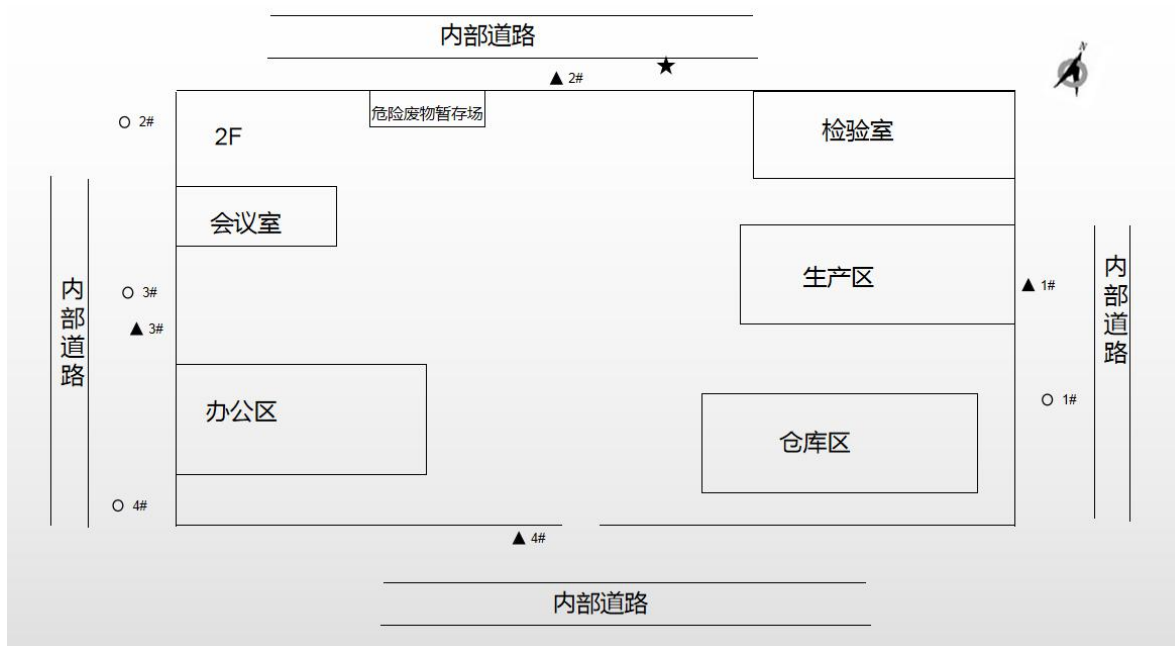 内部道路
N
▲ 2#
★
○ 2#
2F
危险废物暂存场
检验室
会议室
内部道路
○ 3#
▲ 3#
生产区
▲ 1#
内部道路
办公区
仓库区
○ 1#
○ 4#
▲ 4#
内部道路